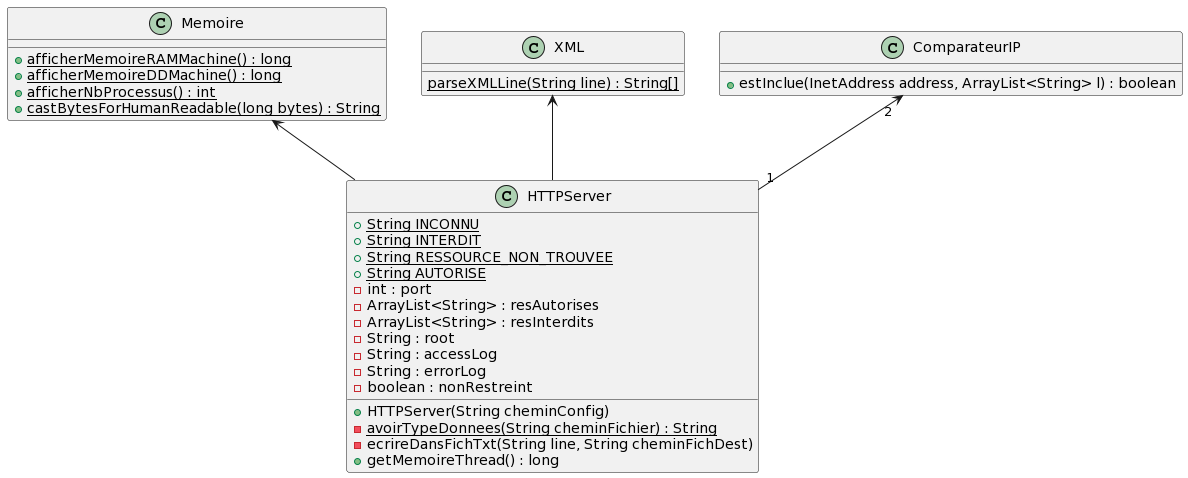 C Memoire
afficherMemoireRAMMachine() : long
afficherMemoireDDMachine() : long
afficherNbProcessus() : int
castBytesForHumanReadable(long bytes) : String
C XML
parseXMLLine(String line) : String[]
C ComparateurIP
estInclue(InetAddress address, ArrayList<String> l) : boolean
2
1
C HTTPServer
String INCONNU
String INTERDIT
String RESSOURCE_NON_TROUVEE
String AUTORISE
int : port
ArrayList<String> : resAutorises
ArrayList<String> : resInterdits
String : root
String : accessLog
String : errorLog
boolean : nonRestreint
HTTPServer(String cheminConfig)
avoirTypeDonnees(String cheminFichier) : String
ecrireDansFichTxt(String line, String cheminFichDest)
getMemoireThread() : long